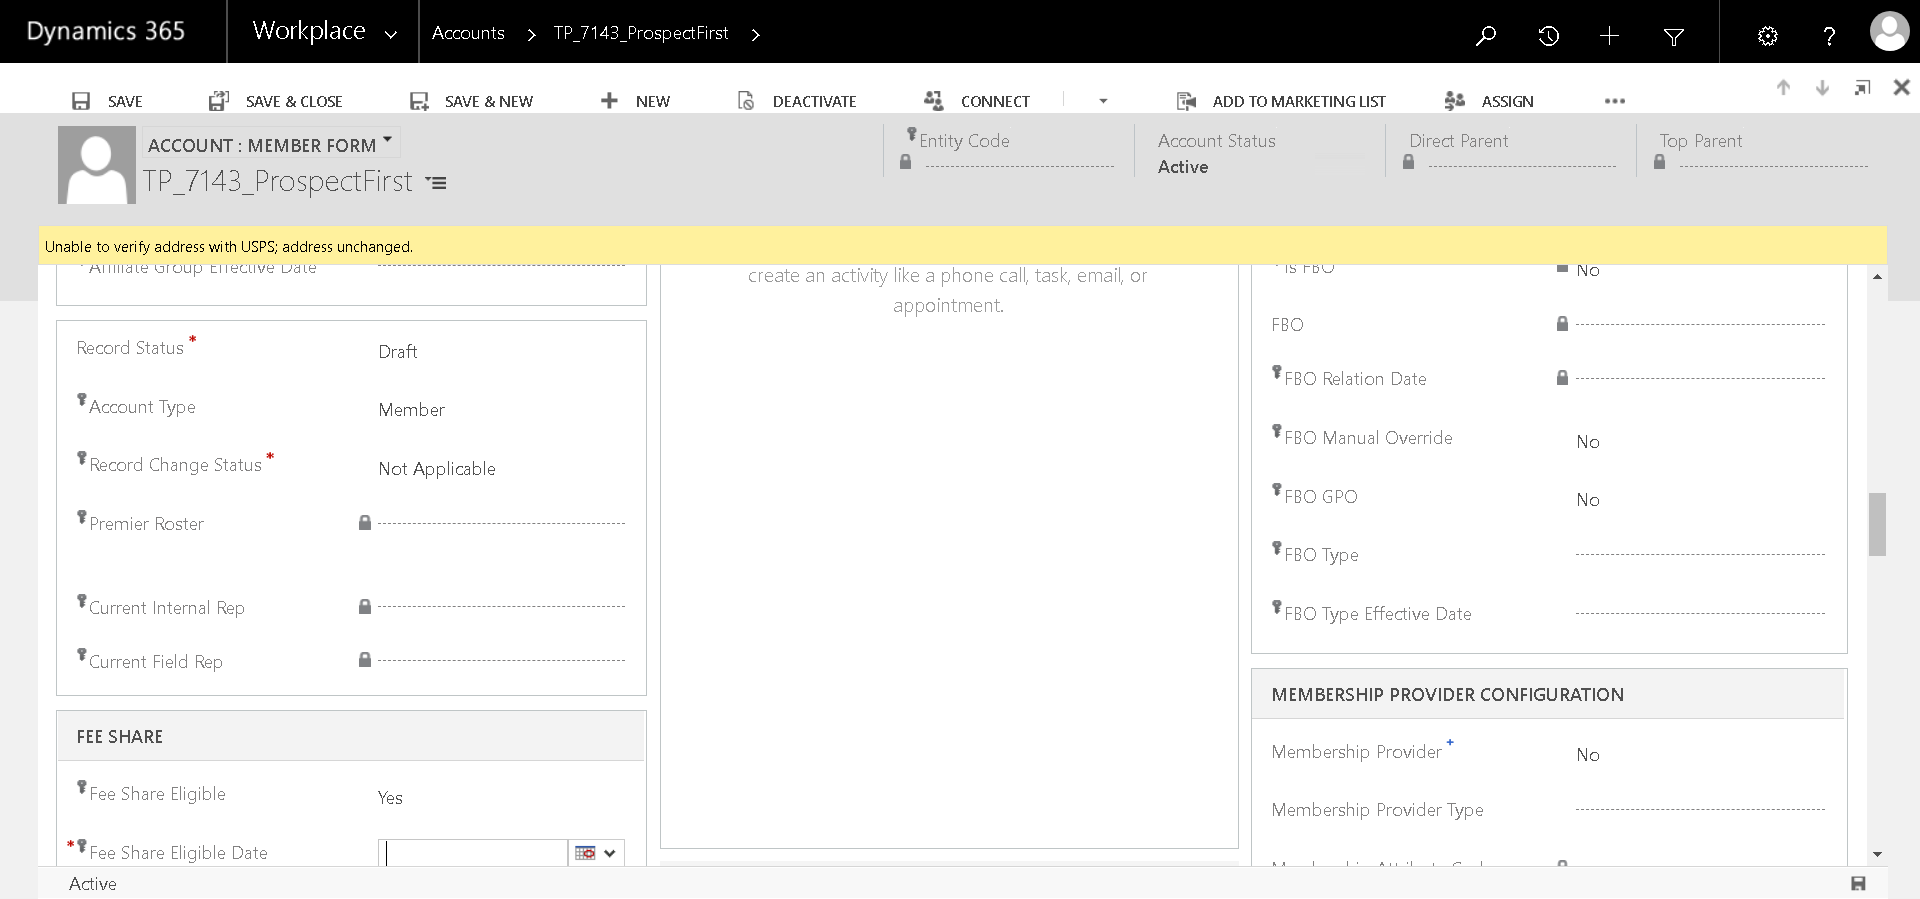 Dynamics 365
Workplace
Accounts
TP_7143_ProspectFirst
SAVE
SAVE & CLOSE
SAVE & NEW
NEW
DEACTIVATE
CONNECT
ADD TO MARKETING LIST
ASSIGN
ACCOUNT : MEMBER FORM
TP_7143_ProspectFirst
Entity Code
Account Status
Active
Direct Parent
Top Parent
Unable to verify address with USPS; address unchanged.
Affiliate Group Effective Date
Record Status *
Draft
Account Type
Member
Record Change Status *
Not Applicable
Premier Roster
Current Internal Rep
Current Field Rep
FEE SHARE
Fee Share Eligible
Yes
* Fee Share Eligible Date
create an activity like a phone call, task, email, or
appointment.
Is FBO
No
FBO
FBO Relation Date
FBO Manual Override
No
FBO GPO
No
FBO Type
FBO Type Effective Date
MEMBERSHIP PROVIDER CONFIGURATION
Membership Provider +
No
Membership Provider Type
Active